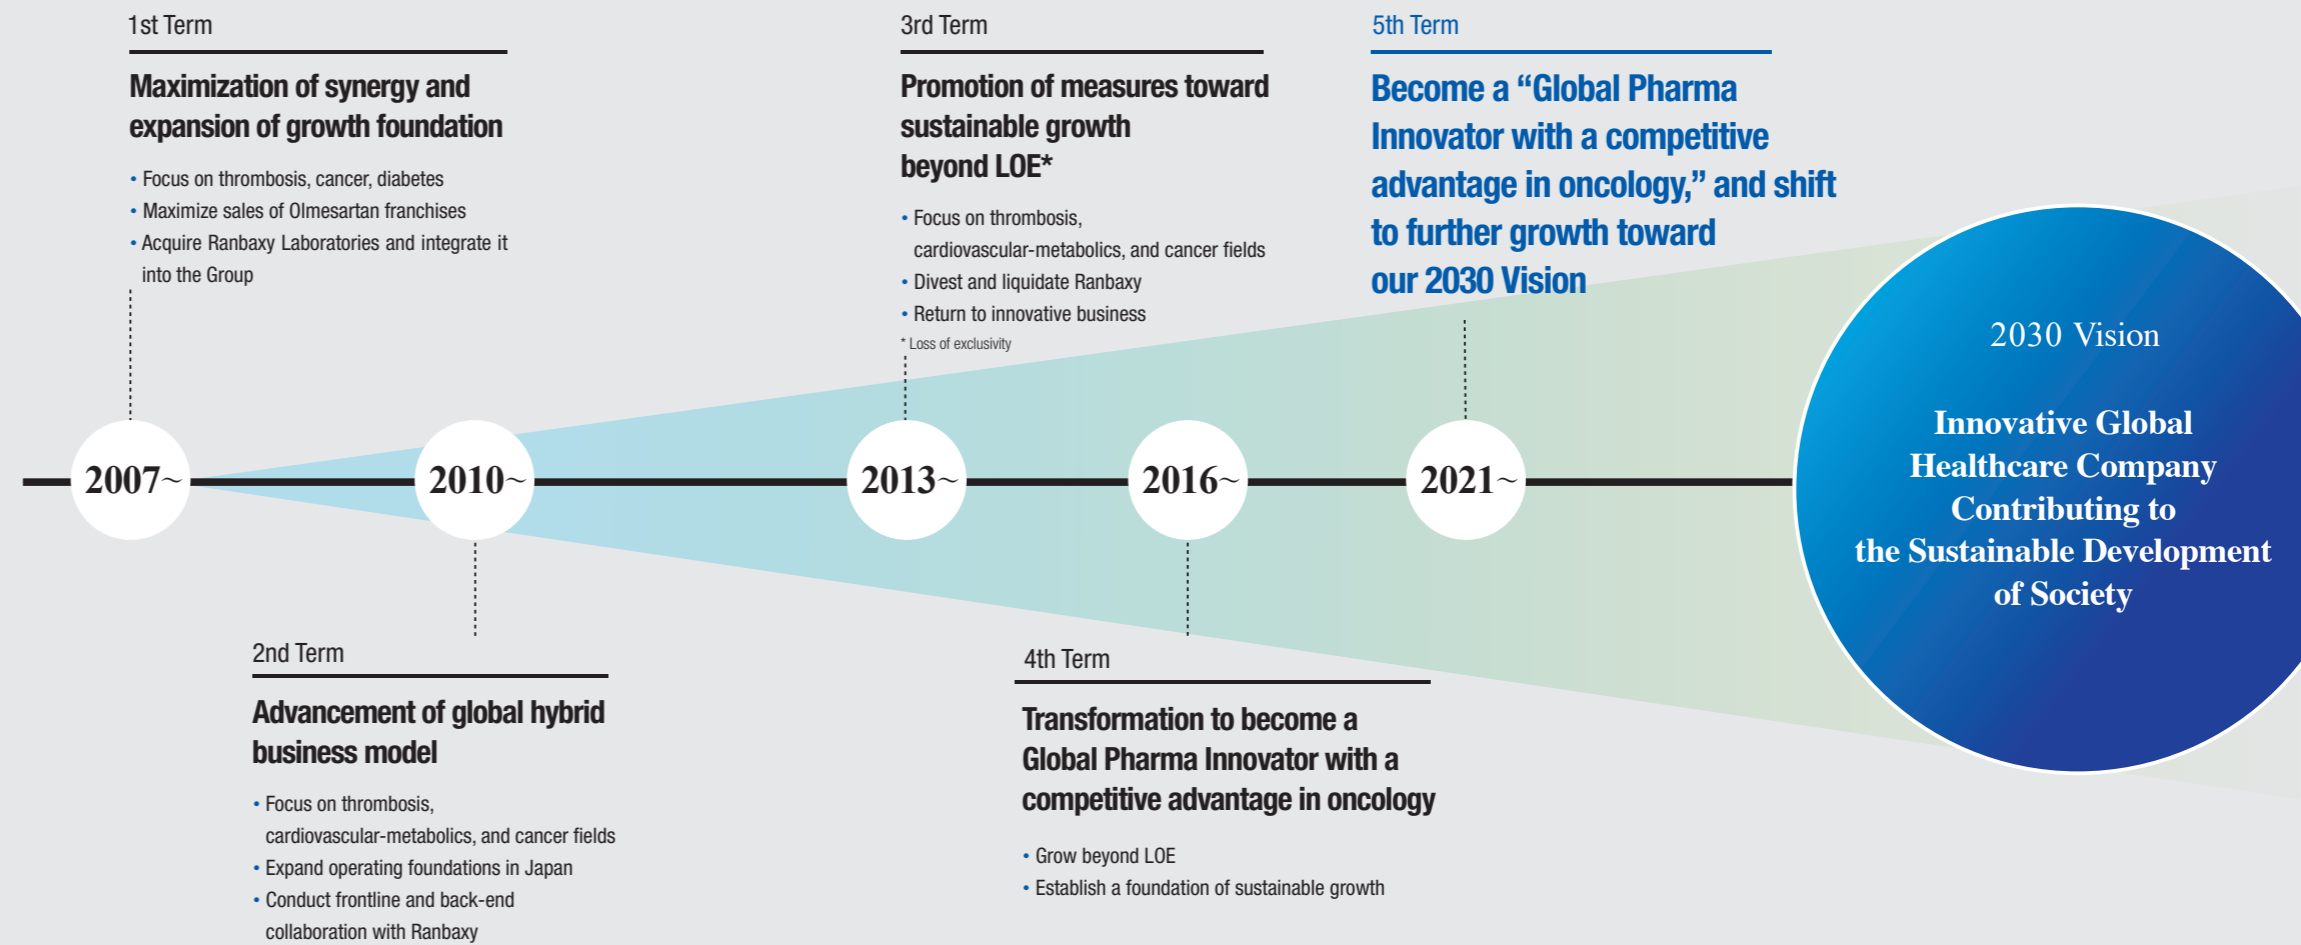 1st Term
Maximization of synergy and
expansion of growth foundation
• Focus on thrombosis, cancer, diabetes
• Maximize sales of Olmesartan franchises
• Acquire Ranbaxy Laboratories and integrate it
into the Group
3rd Term
Promotion of measures toward
sustainable growth
beyond LOE*
• Focus on thrombosis,
cardiovascular-metabolics, and cancer fields
• Divest and liquidate Ranbaxy
• Return to innovative business
* Loss of exclusivity
5th Term
Become a “Global Pharma
Innovator with a competitive
advantage in oncology,” and shift
to further growth toward
our 2030 Vision
2007~
2010~
2013~
2016~
2021~
2030 Vision
Innovative Global
Healthcare Company
Contributing to
the Sustainable Development
of Society
2nd Term
Advancement of global hybrid
business model
• Focus on thrombosis,
cardiovascular-metabolics, and cancer fields
• Expand operating foundations in Japan
• Conduct frontline and back-end
collaboration with Ranbaxy
4th Term
Transformation to become a
Global Pharma Innovator with a
competitive advantage in oncology
• Grow beyond LOE
• Establish a foundation of sustainable growth